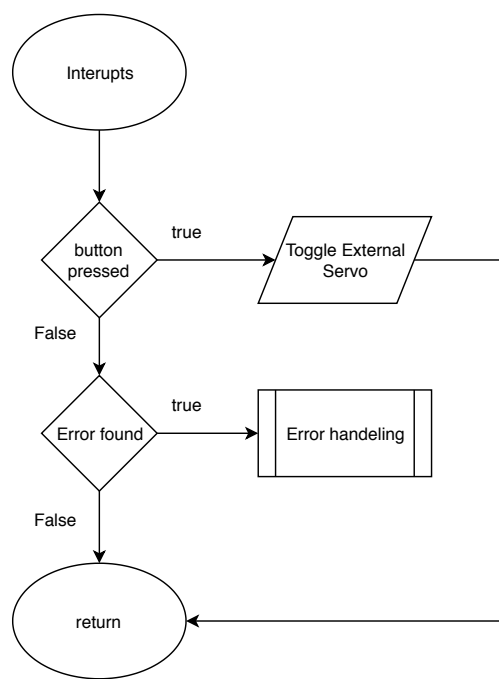 Interupts
button
pressed
true
Toggle External
Servo
False
Error found
true
Error handeling
False
return